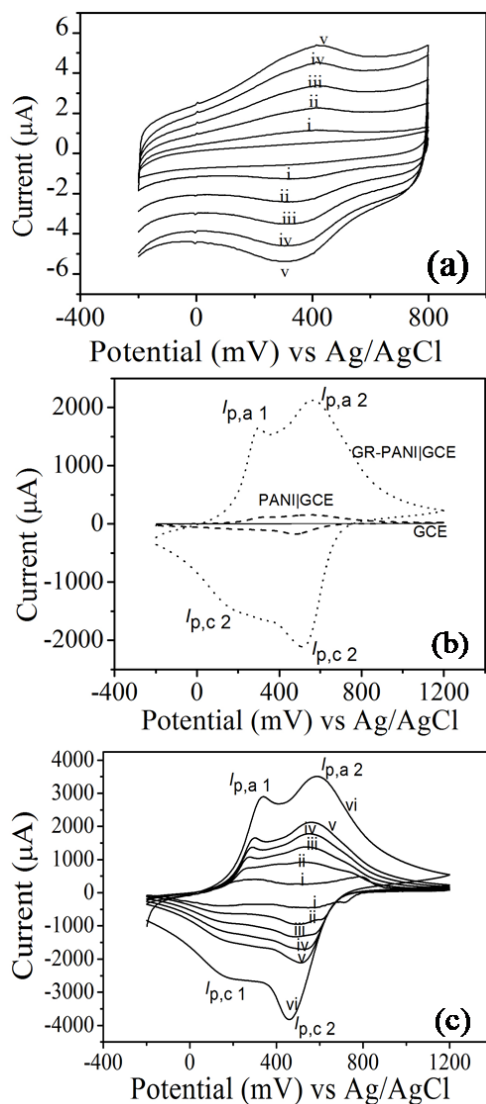 6
4
2
0
-2
-4
-6
Current (μA)
v
iv
iii
ii
i
i
ii
iii
iv
v
(a)
-400 0 400 800
Potential (mV) vs Ag/AgCl
2000
1000
0
-1000
-2000
Current (μA)
Ip,a 1
Ip,a 2
GR-PANI|GCE
PANI|GCE
GCE
Ip,c 2
Ip,c 2
(b)
-400 0 400 800 1200
Potential (mV) vs Ag/AgCl
4000
3000
2000
1000
0
-1000
-2000
-3000
-4000
Current (μA)
Ip,a 1
Ip,a 2
vi
iv v
iii
ii
i
i
ii
iii
iv
v
Ip,c 1
vi
Ip,c 2
(c)
-400 0 400 800 1200
Potential (mV) vs Ag/AgCl